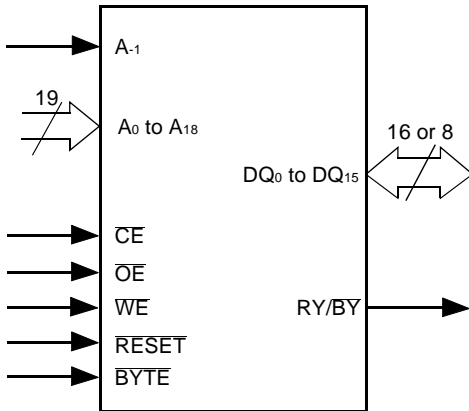 A-1
19
A0 to A18
16 or 8
DQ0 to DQ15
CE
OE
WE
RY/BY
RESET
BYTE